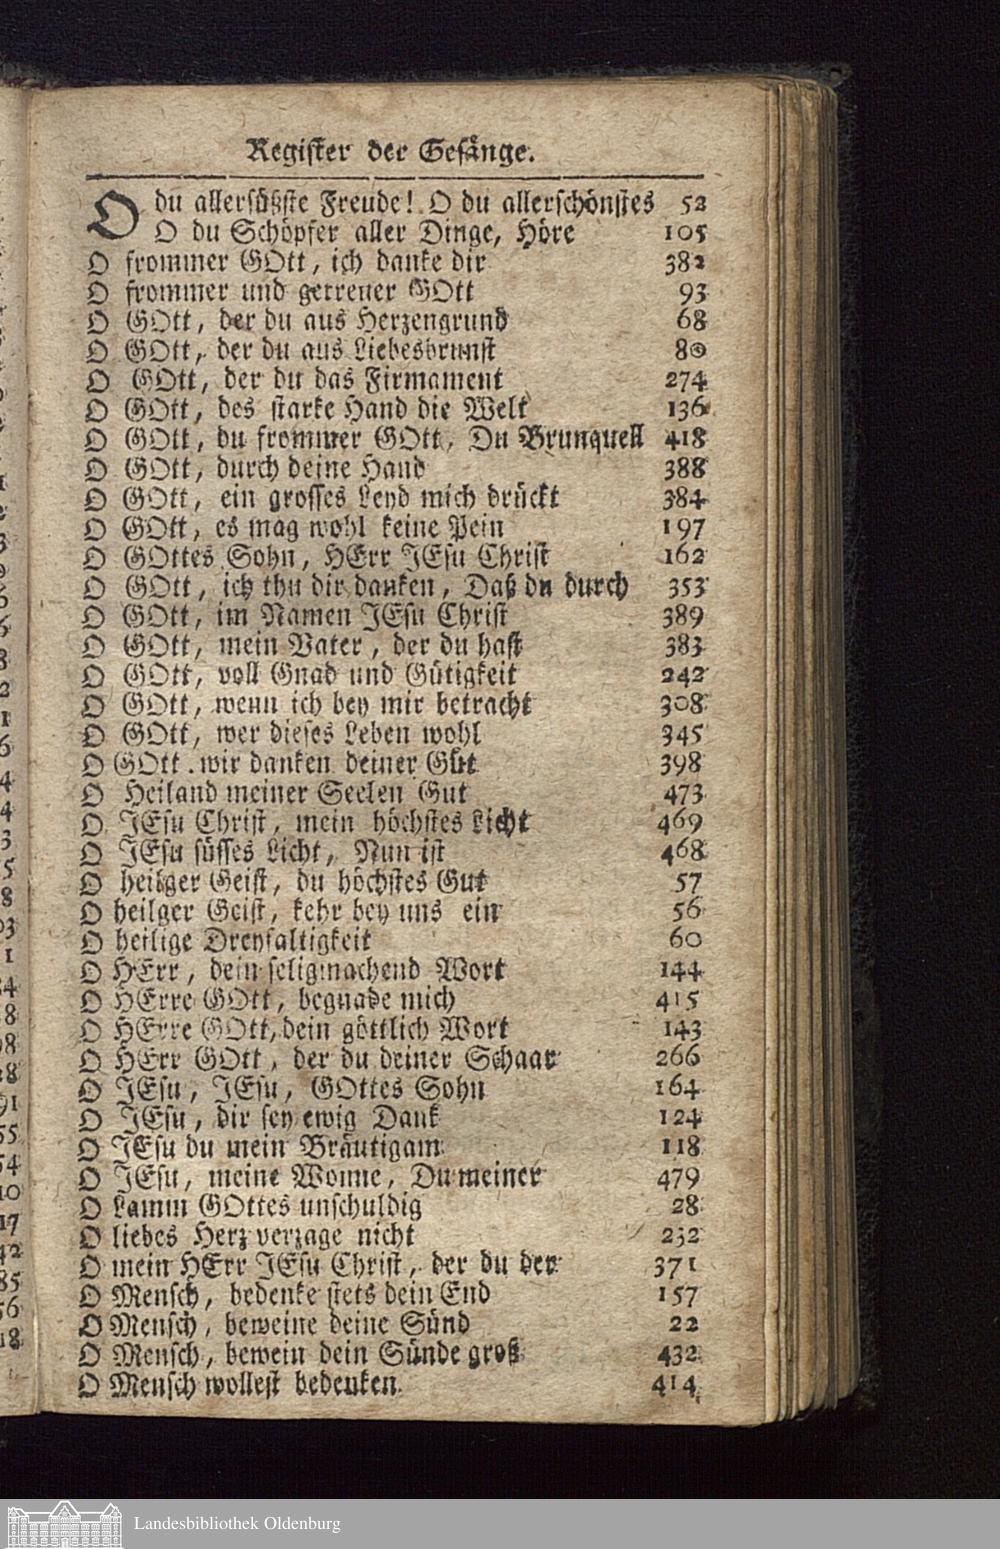 Register der Gesånge.
O du allersüßste Freude! O du allerschönstes 52
O du Schöpfer aller Dinge, Höre 105
O frommer GOtt, ich danke dir 382
O frommer und getreuer GOtt 93
O GOtt, der du aus Herzengrund 68
O GOtt, der du aus Liebesbrunst 80
O GOtt, der du das Firmament 274
O GOtt, des starke Hand die Welt 136
O GOtt, du frommer GOtt, Du Brunquell 418
O GOtt, durch deine Hand 388
O GOtt, ein grosses Leyd mich drückt 384
O GOtt, es mag wohl keine Pein 197
O GOttes Sohn, HErr JEsu Christ 162
O GOtt, ich thu dir danken, Daß du durch 353
O GOtt, im Namen JEsu Christ 389
O GOtt, mein Vater, der du hast 383
O GOtt, voll Gnad und Gütigkeit 242
O GOtt, wenn ich bey mir betracht 308
O GOtt, wer dieses Leben wohl 345
O GOtt. wir danken deiner Güt 398
O Heiland meiner Seelen Gut 473
O JEsu Christ, mein höchstes Licht 469
O JEsu süsses Licht, Nun ist 468
O heilger Geist, du höchstes Gut 57
O heilger Geist, kehr bey uns ein 56
O heilige Dreyfaltigkeit 60
O HErr, dein seligmachend Wort 144
O HErre GOtt, begnade mich 415
O HErre GOtt, dein göttlich Wort 143
O HErr GOtt, der du deiner Schaar 266
O JEsu, JEsu, GOttes Sohn 164
O JEsu, dir sey ewig Dank 124
O JEsu du mein Bräutigam 118
O JEsu, meine Wonne, Du meiner 479
O Lamm GOttes unschuldig 28
O liebes Herz verzage nicht 232
O mein HErr JEsu Christ, der du der 371
O Mensch, bedenke stets dein End 157
O Mensch, beweine deine Sünd 22
O Mensch, bewein dein Sünde groß 432
O Mensch wollest bedenken 414
Landesbibliothek Oldenburg